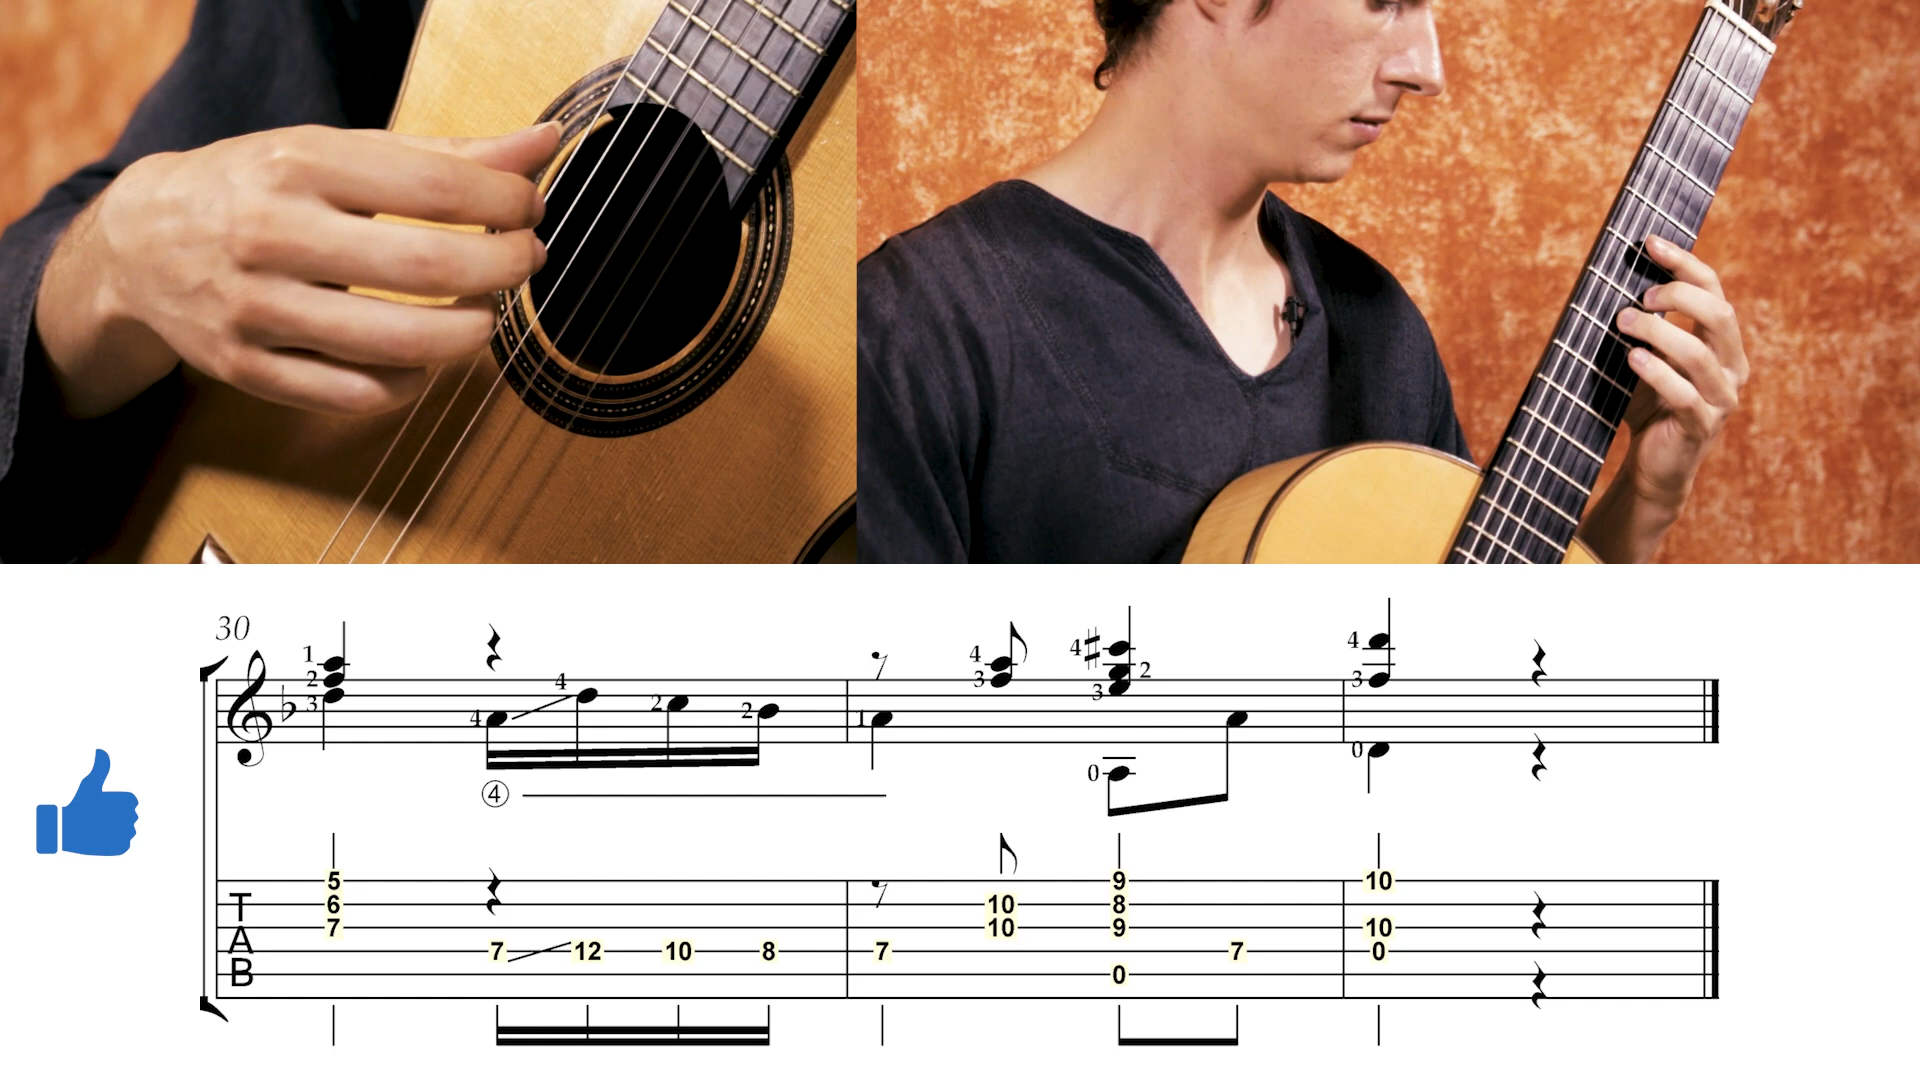 30
1
4
4 4 4 2 4
2 3 3 3
3 4 2 2 1 0 0
④
5 9 10
T 6 10 8
7 10 9 10
A 7 12 10 8 7 7 0
B 0